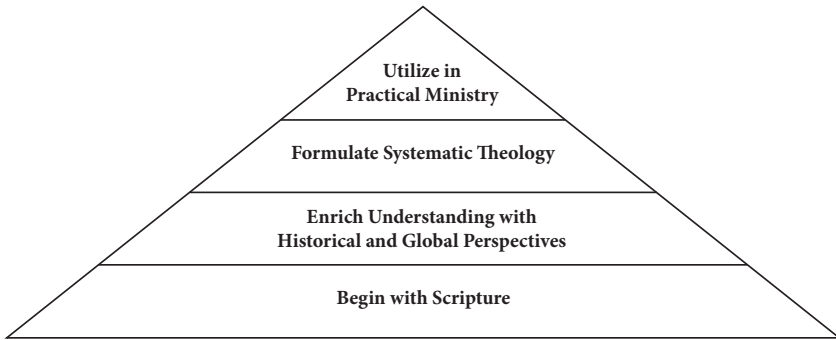 Utilize in
Practical Ministry
Formulate Systematic Theology
Enrich Understanding with
Historical and Global Perspectives
Begin with Scripture